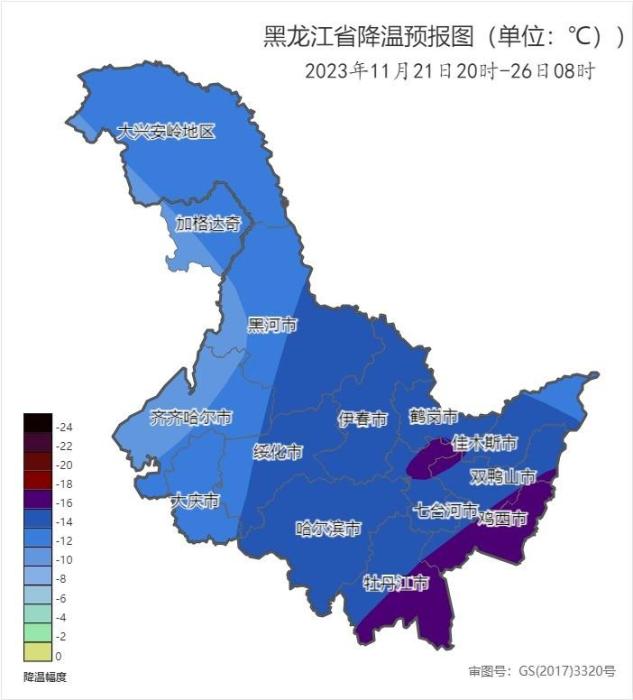 黑龙江省降温预报图（单位：℃））
2023年11月21日20时-26日08时
大兴安岭地区
加格达奇
黑河市
齐齐哈尔市
伊春市
鹤岗市
佳木斯市
绥化市
双鸭山市
大庆市
七台河市
鸡西市
哈尔滨市
牡丹江市
-24
-22
-20
-18
-16
-14
-12
-10
-8
-6
-4
-2
0
降温幅度
审图号：GS(2017)3320号